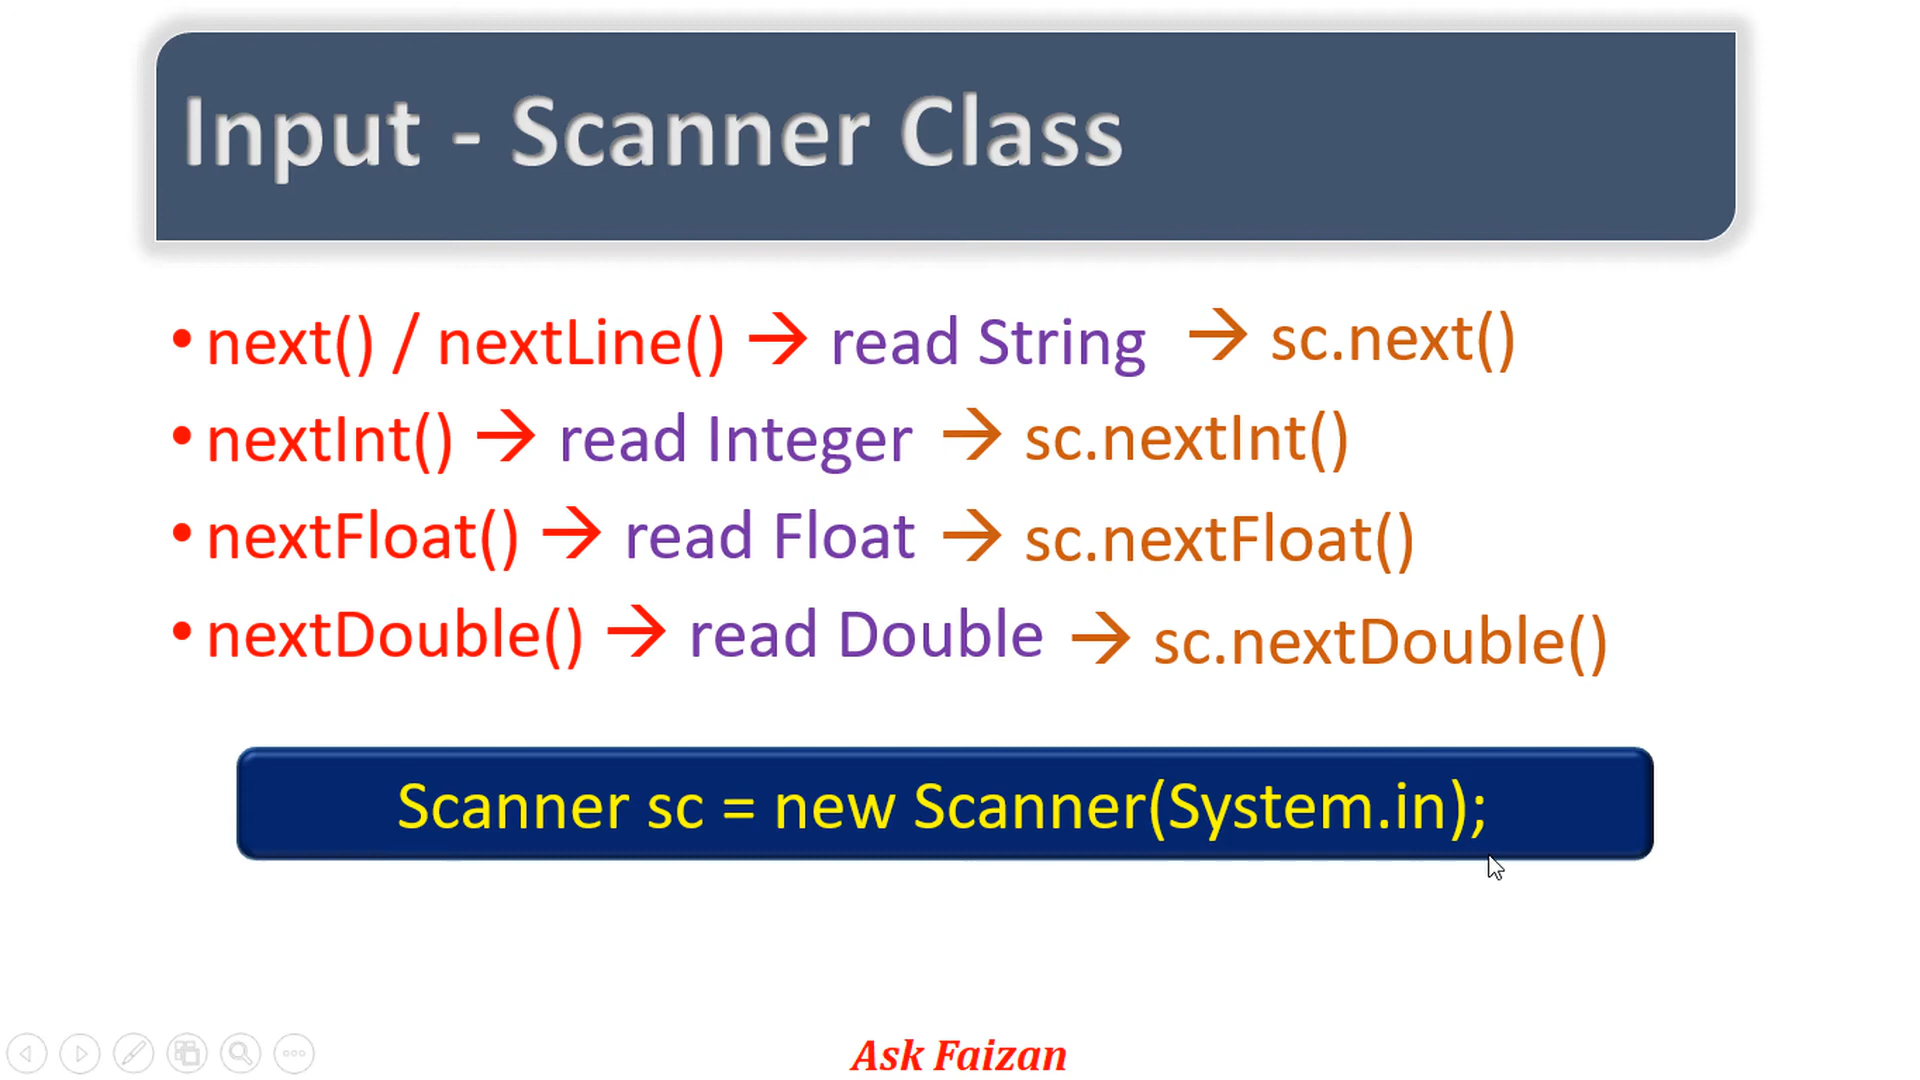 Input - Scanner Class
• next() / nextLine() → read String → sc.next()
• nextInt() → read Integer → sc.nextInt()
• nextFloat() → read Float → sc.nextFloat()
• nextDouble() → read Double → sc.nextDouble()
Scanner sc = new Scanner(System.in);
Ask Faizan